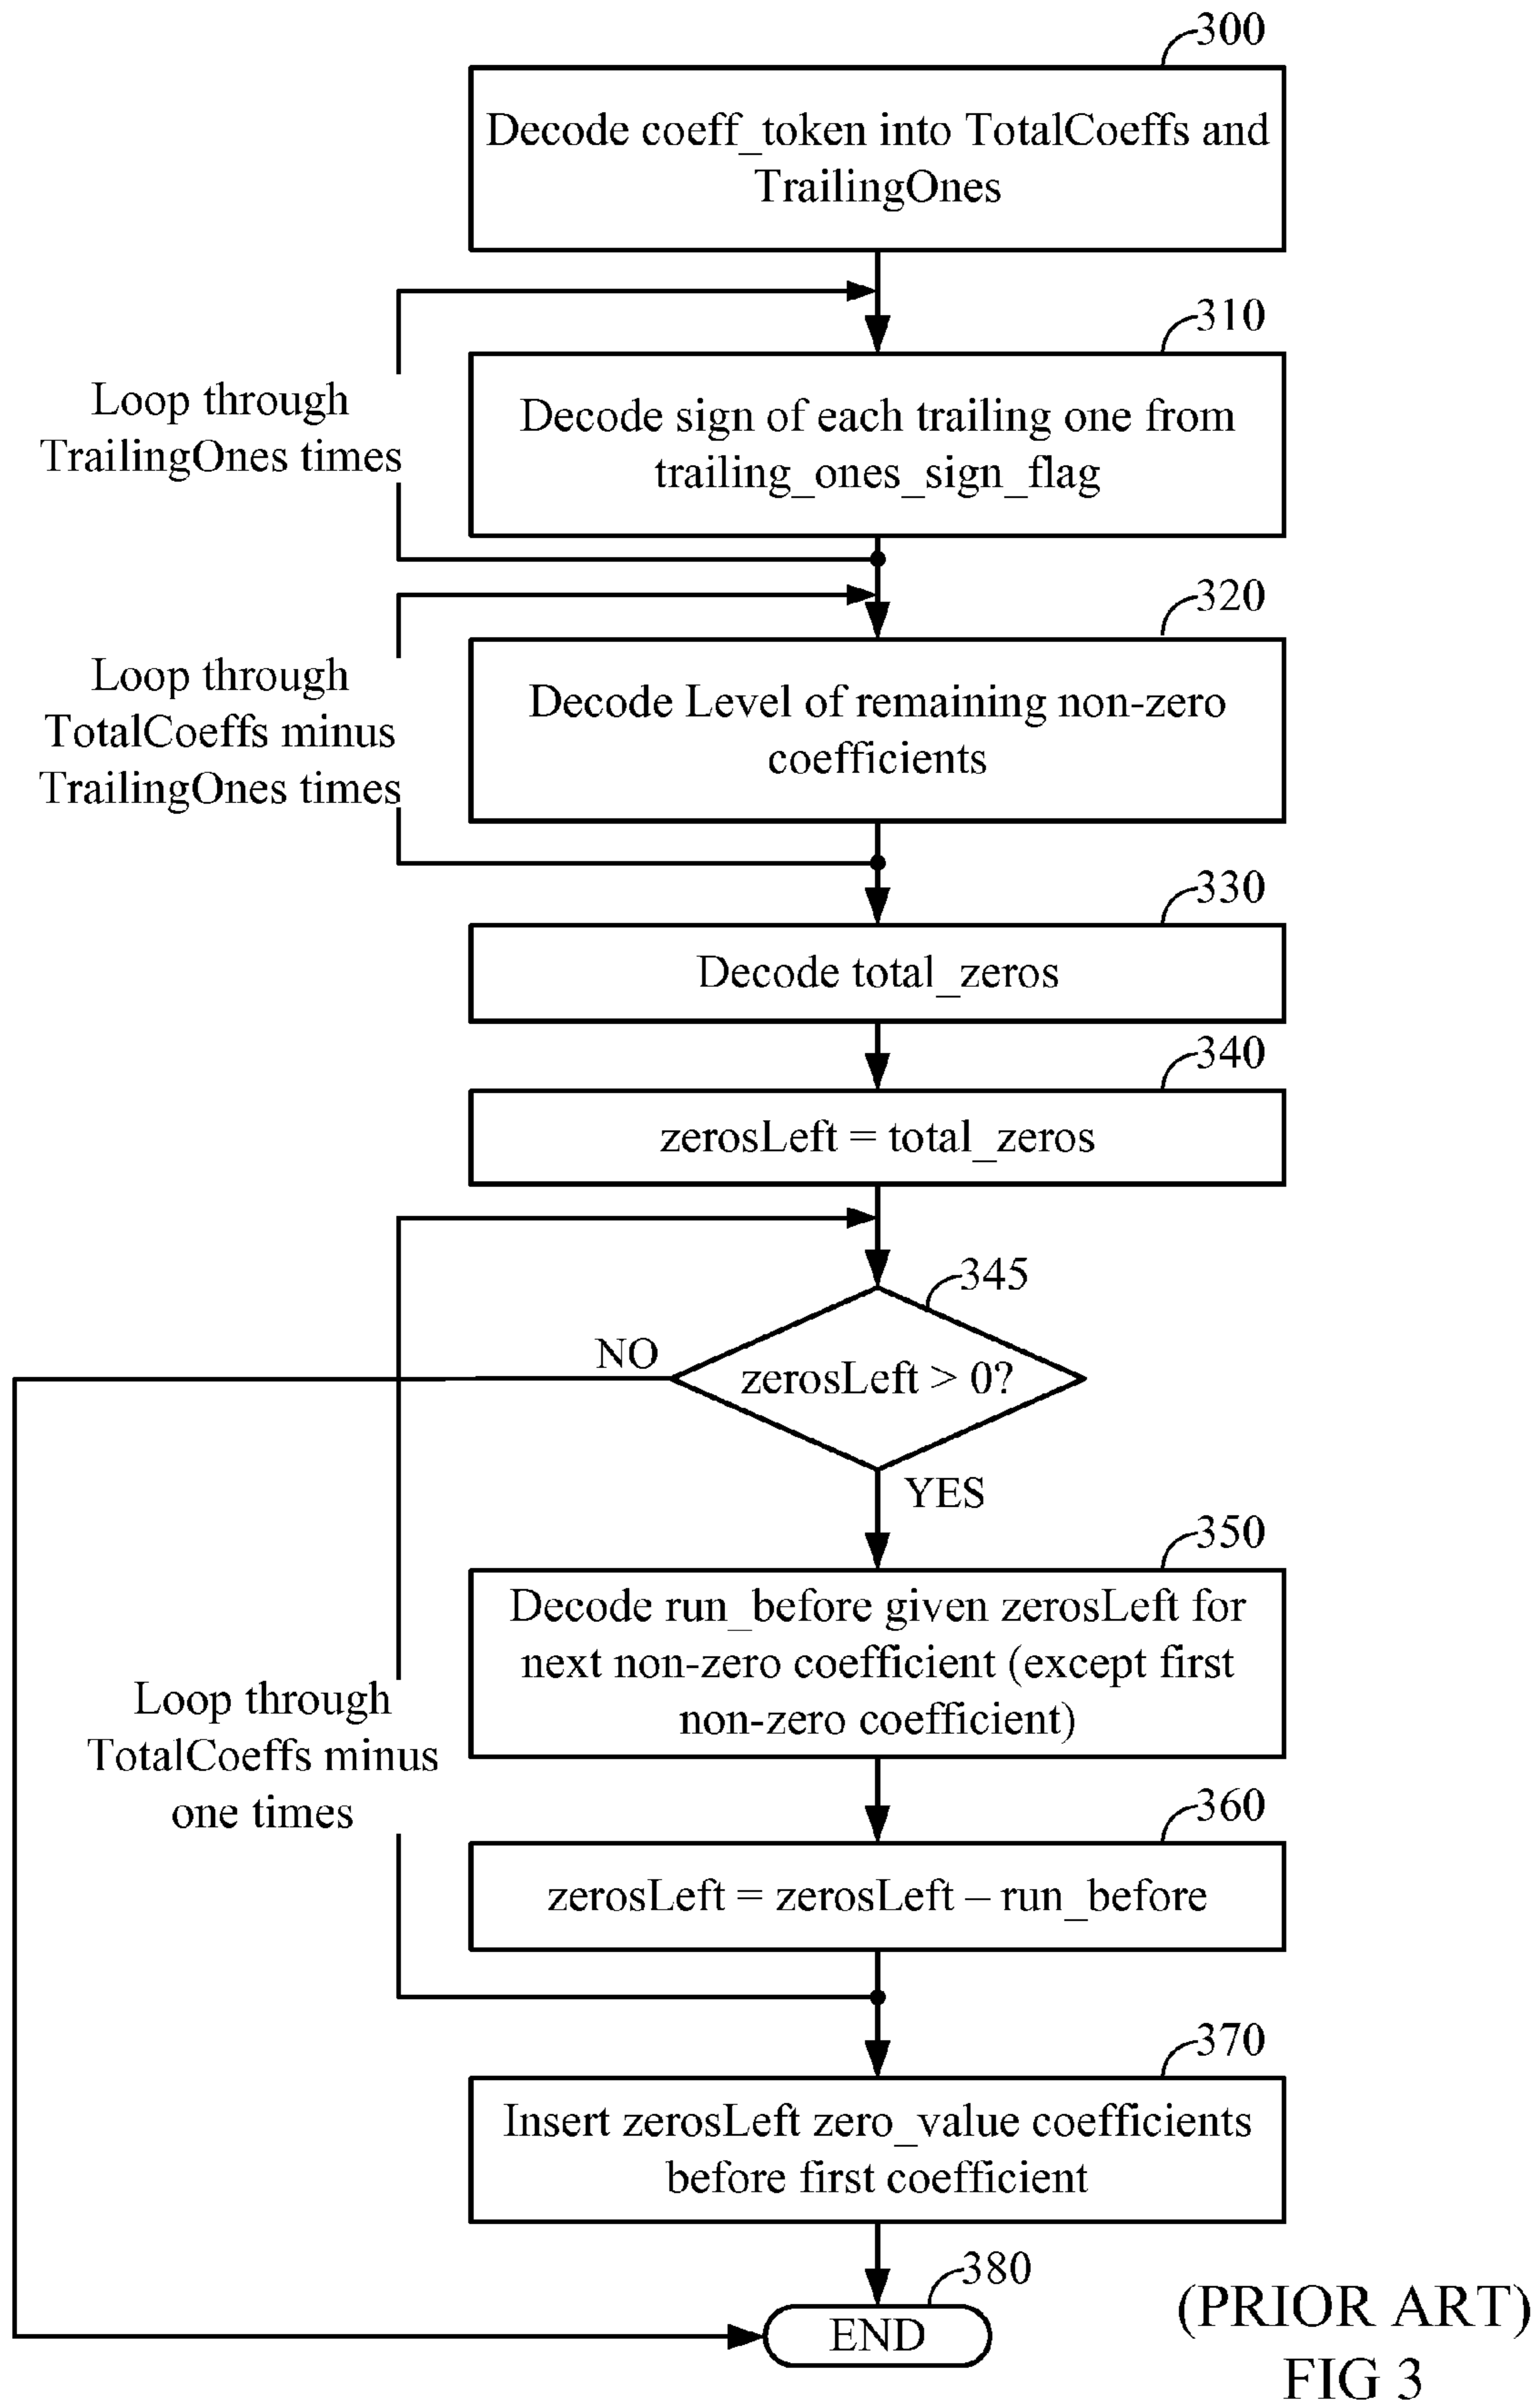 300
Decode coeff_token into TotalCoeffs and
TrailingOnes
310
Loop through
TrailingOnes times
Decode sign of each trailing one from
trailing_ones_sign_flag
320
Loop through
TotalCoeffs minus
TrailingOnes times
Decode Level of remaining non-zero
coefficients
330
Decode total_zeros
340
zerosLeft = total_zeros
345
NO
zerosLeft > 0?
YES
350
Decode run_before given zerosLeft for
next non-zero coefficient (except first
non-zero coefficient)
Loop through
TotalCoeffs minus
one times
360
zerosLeft = zerosLeft – run_before
370
Insert zerosLeft zero_value coefficients
before first coefficient
380
END
(PRIOR ART)
FIG 3